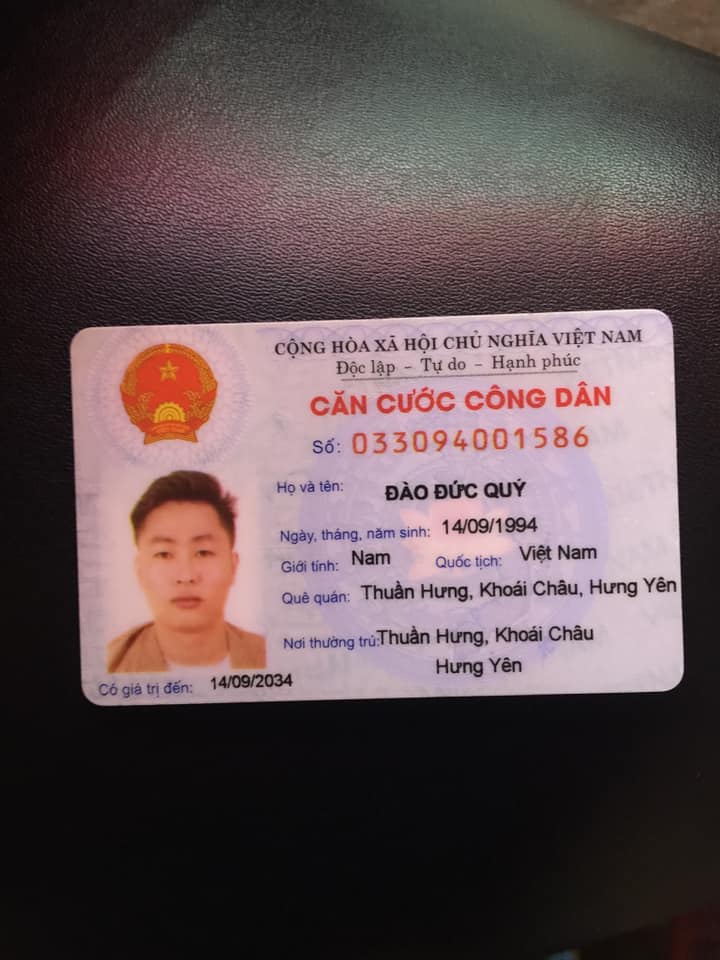 CỘNG HÒA XÃ HỘI CHỦ NGHĨA VIỆT NAM
Độc lập - Tự do - Hạnh phúc
CĂN CƯỚC CÔNG DÂN
Số: 033094001586
Họ và tên: ĐÀO ĐỨC QUÝ
Ngày, tháng, năm sinh: 14/09/1994
Giới tính: Nam Quốc tịch: Việt Nam
Quê quán: Thuần Hưng, Khoái Châu, Hưng Yên
Nơi thường trú: Thuần Hưng, Khoái Châu
Hưng Yên
Có giá trị đến: 14/09/2034